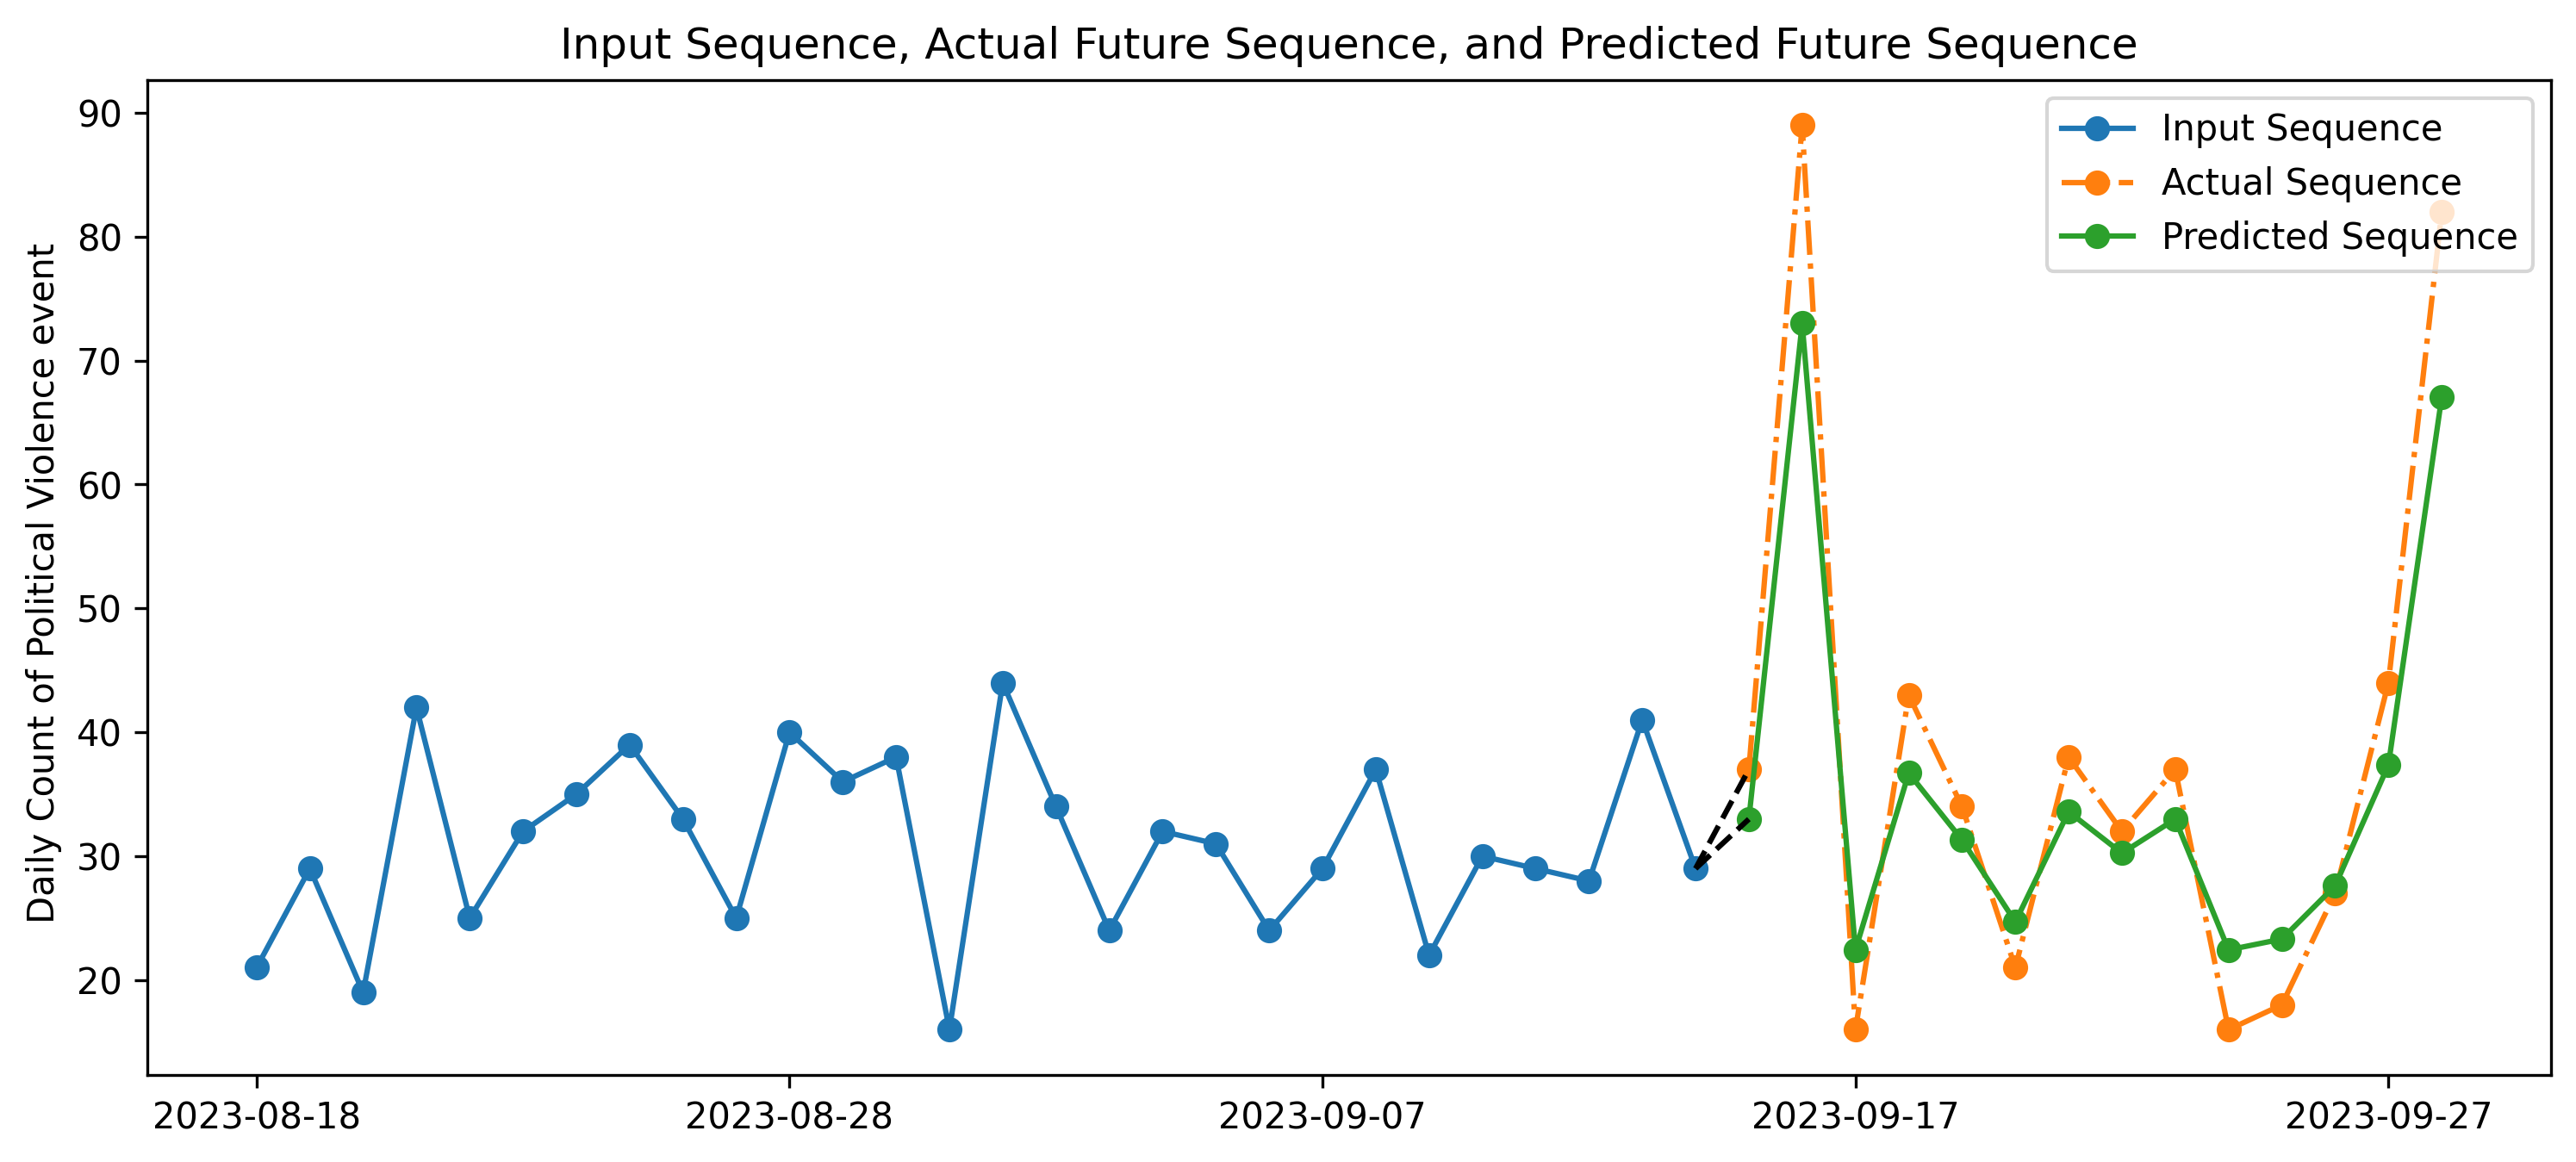 Input Sequence, Actual Future Sequence, and Predicted Future Sequence
Daily Count of Political Violence event
90
80
70
60
50
40
30
20
Input Sequence
Actual Sequence
Predicted Sequence
2023-08-18
2023-08-28
2023-09-07
2023-09-17
2023-09-27